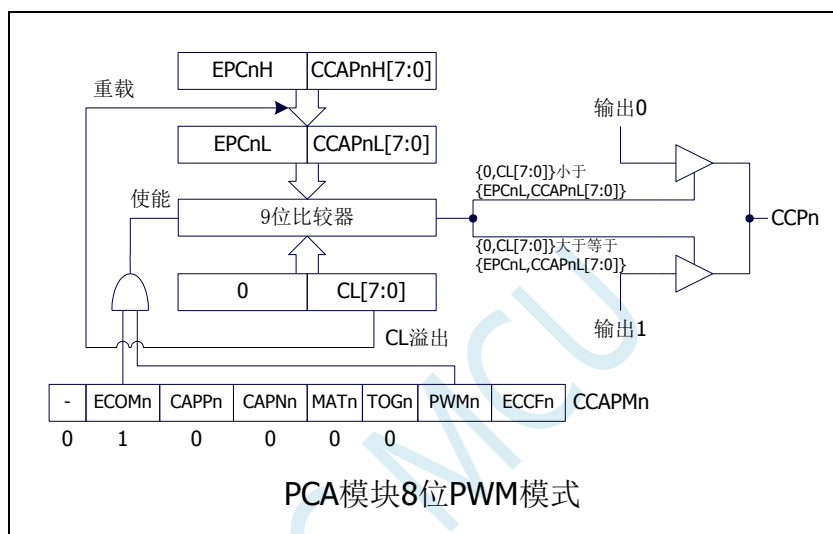 EPCnH CCAPnH[7:0]
重载
输出0
EPCnL CCAPnL[7:0]
{0,CL[7:0]}小于
{EPCnL,CCAPnL[7:0]}
使能
9位比较器
CCPn
{0,CL[7:0]}大于等于
{EPCnL,CCAPnL[7:0]}
0 CL[7:0]
CL溢出
输出1
- ECOMn CAPPn CAPNn MATn TOGn PWMn ECCFn CCAPMn
0 1 0 0 0 0
PCA模块8位PWM模式
C MCU